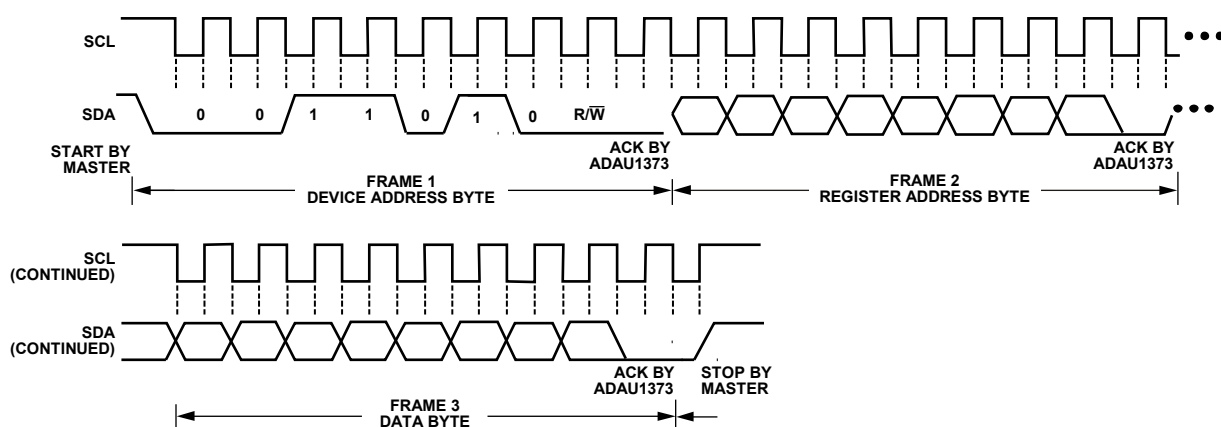 SCL
SDA
0 0 1 1 0 1 0 R/W̅
START BY
MASTER
ACK BY
ADAU1373
ACK BY
ADAU1373
FRAME 1
DEVICE ADDRESS BYTE
FRAME 2
REGISTER ADDRESS BYTE
SCL
(CONTINUED)
SDA
(CONTINUED)
ACK BY
ADAU1373
STOP BY
MASTER
FRAME 3
DATA BYTE